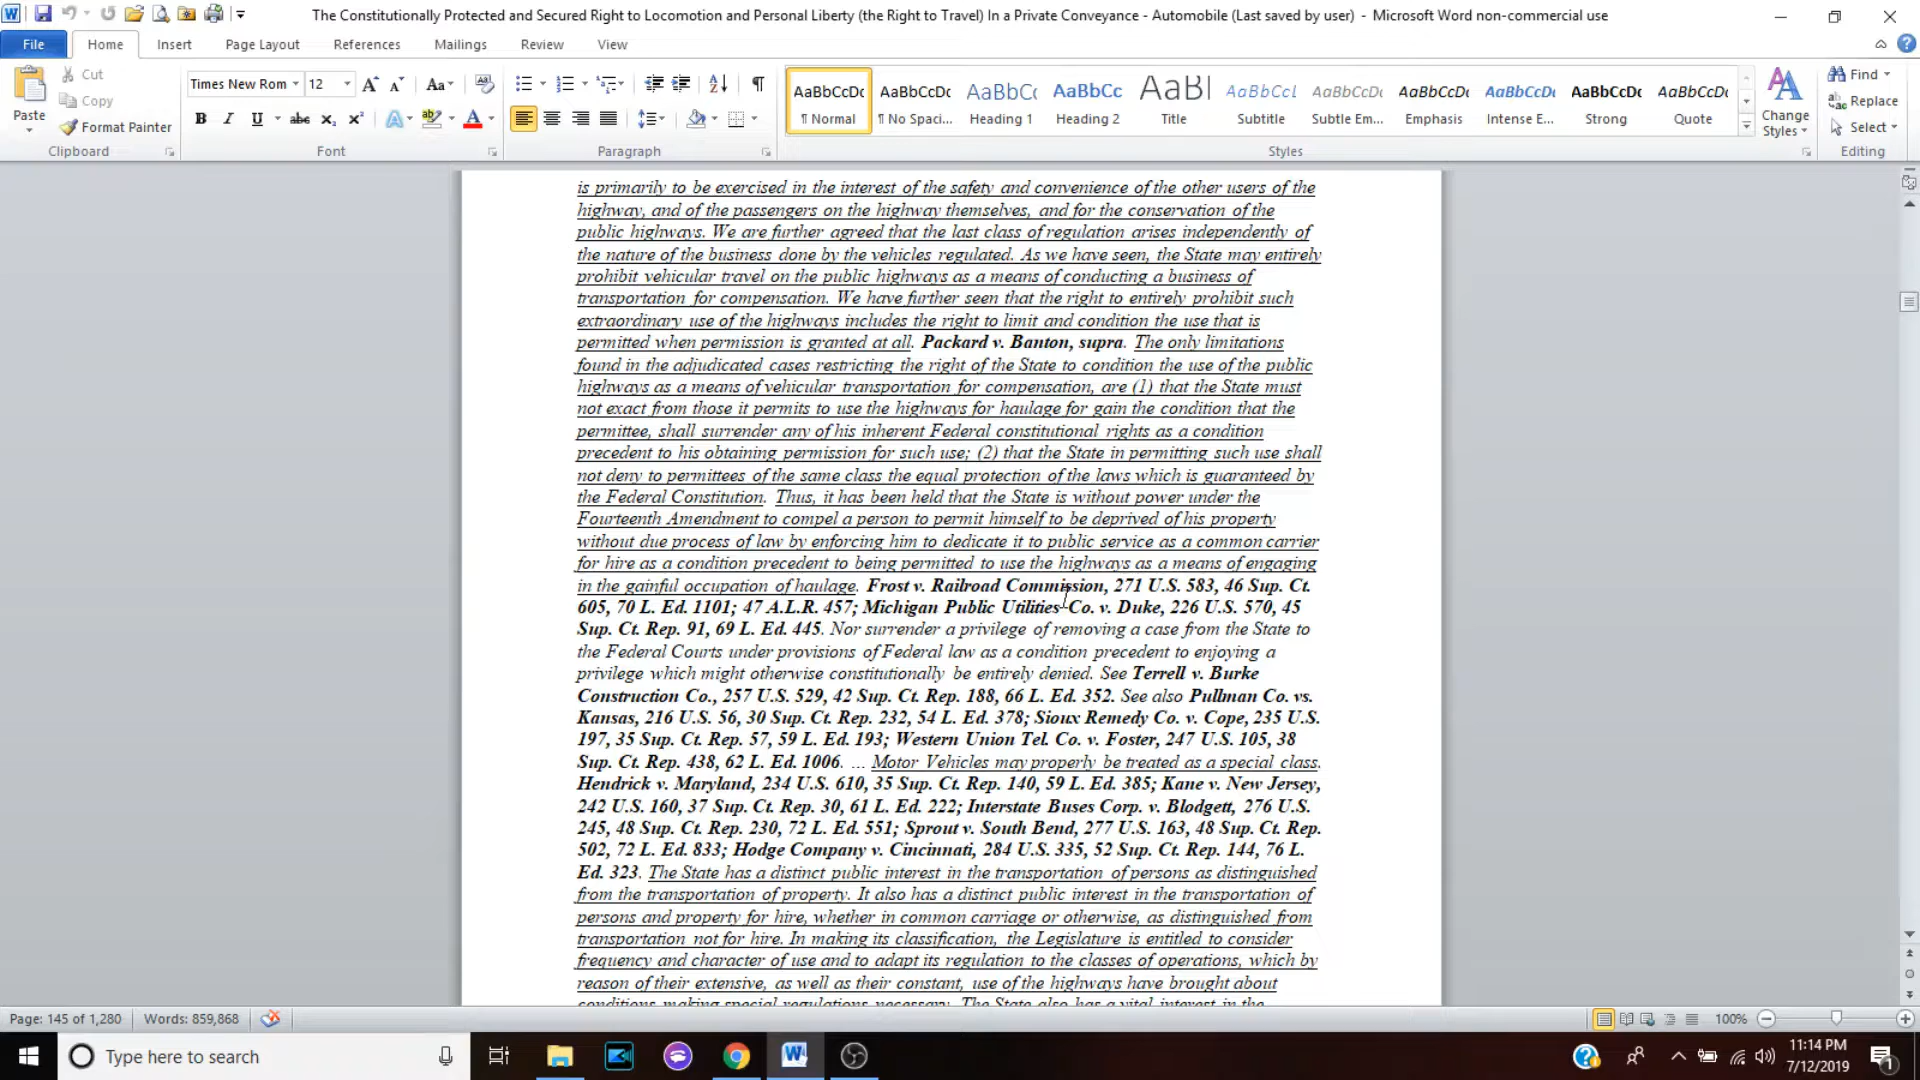 The Constitutionally Protected and Secured Right to Locomotion and Personal Liberty (the Right to Travel) In a Private Conveyance - Automobile (Last saved by user) - Microsoft Word non-commercial use
File Home Insert Page Layout References Mailings Review View
Paste
Cut
Copy
Format Painter
Clipboard
Times New Rom 12
Font
Paragraph
AaBbCcDc AaBbCcDc AaBbCc AaBbCc AaBl AaBbCcL AaBbCcDc AaBbCcDc AaBbCcDc AaBbCcDc AaBbCcDc
¶ Normal ¶ No Spaci... Heading 1 Heading 2 Title Subtitle Subtle Em... Emphasis Intense E... Strong Quote
Change Styles
Styles
Find
Replace
Select
Editing
is primarily to be exercised in the interest of the safety and convenience of the other users of the
highway, and of the passengers on the highway themselves, and for the conservation of the
public highways. We are further agreed that the last class of regulation arises independently of
the nature of the business done by the vehicles regulated. As we have seen, the State may entirely
prohibit vehicular travel on the public highways as a means of conducting a business of
transportation for compensation. We have further seen that the right to entirely prohibit such
extraordinary use of the highways includes the right to limit and condition the use that is
permitted when permission is granted at all. Packard v. Banton, supra. The only limitations
found in the adjudicated cases restricting the right of the State to condition the use of the public
highways as a means of vehicular transportation for compensation, are (1) that the State must
not exact from those it permits to use the highways for haulage for gain the condition that the
permittee, shall surrender any of his inherent Federal constitutional rights as a condition
precedent to his obtaining permission for such use; (2) that the State in permitting such use shall
not deny to permittees of the same class the equal protection of the laws which is guaranteed by
the Federal Constitution. Thus, it has been held that the State is without power under the
Fourteenth Amendment to compel a person to permit himself to be deprived of his property
without due process of law by enforcing him to dedicate it to public service as a common carrier
for hire as a condition precedent to being permitted to use the highways as a means of engaging
in the gainful occupation of haulage. Frost v. Railroad Commission, 271 U.S. 583, 46 Sup. Ct.
605, 70 L. Ed. 1101; 47 A.L.R. 457; Michigan Public Utilities Co. v. Duke, 226 U.S. 570, 45
Sup. Ct. Rep. 91, 69 L. Ed. 445. Nor surrender a privilege of removing a case from the State to
the Federal Courts under provisions of Federal law as a condition precedent to enjoying a
privilege which might otherwise constitutionally be entirely denied. See Terrell v. Burke
Construction Co., 257 U.S. 529, 42 Sup. Ct. Rep. 188, 66 L. Ed. 352. See also Pullman Co. vs.
Kansas, 216 U.S. 56, 30 Sup. Ct. Rep. 232, 54 L. Ed. 378; Sioux Remedy Co. v. Cope, 235 U.S.
197, 35 Sup. Ct. Rep. 57, 59 L. Ed. 193; Western Union Tel. Co. v. Foster, 247 U.S. 105, 38
Sup. Ct. Rep. 438, 62 L. Ed. 1006. ... Motor Vehicles may properly be treated as a special class.
Hendrick v. Maryland, 234 U.S. 610, 35 Sup. Ct. Rep. 140, 59 L. Ed. 385; Kane v. New Jersey,
242 U.S. 160, 37 Sup. Ct. Rep. 30, 61 L. Ed. 222; Interstate Buses Corp. v. Blodgett, 276 U.S.
245, 48 Sup. Ct. Rep. 230, 72 L. Ed. 551; Sprout v. South Bend, 277 U.S. 163, 48 Sup. Ct. Rep.
502, 72 L. Ed. 833; Hodge Company v. Cincinnati, 284 U.S. 335, 52 Sup. Ct. Rep. 144, 76 L.
Ed. 323. The State has a distinct public interest in the transportation of persons as distinguished
from the transportation of property. It also has a distinct public interest in the transportation of
persons and property for hire, whether in common carriage or otherwise, as distinguished from
transportation not for hire. In making its classification, the Legislature is entitled to consider
frequency and character of use and to adapt its regulation to the classes of operations, which by
reason of their extensive, as well as their constant, use of the highways have brought about
conditions making special regulations necessary. The State also has a vital interest in the
Page: 145 of 1,280 Words: 859,868 100%
Type here to search
11:14 PM
7/12/2019
1